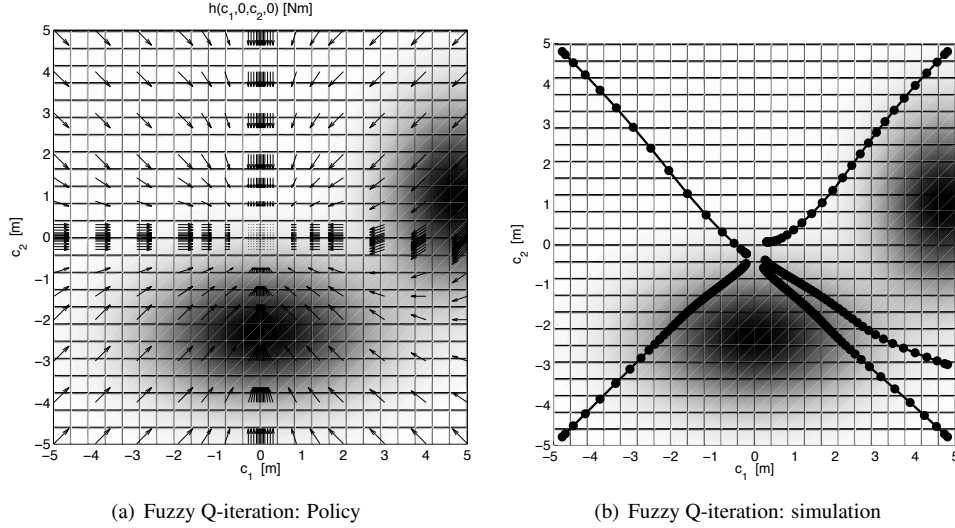 h(c1,0,c2,0) [Nm]
5
4
3
2
1
0
−1
−2
−3
−4
−5
c2 [m]
−5 −4 −3 −2 −1 0 1 2 3 4 5
c1 [m]
(a) Fuzzy Q-iteration: Policy
5
4
3
2
1
0
−1
−2
−3
−4
−5
c2 [m]
−5 −4 −3 −2 −1 0 1 2 3 4 5
c1 [m]
(b) Fuzzy Q-iteration: simulation